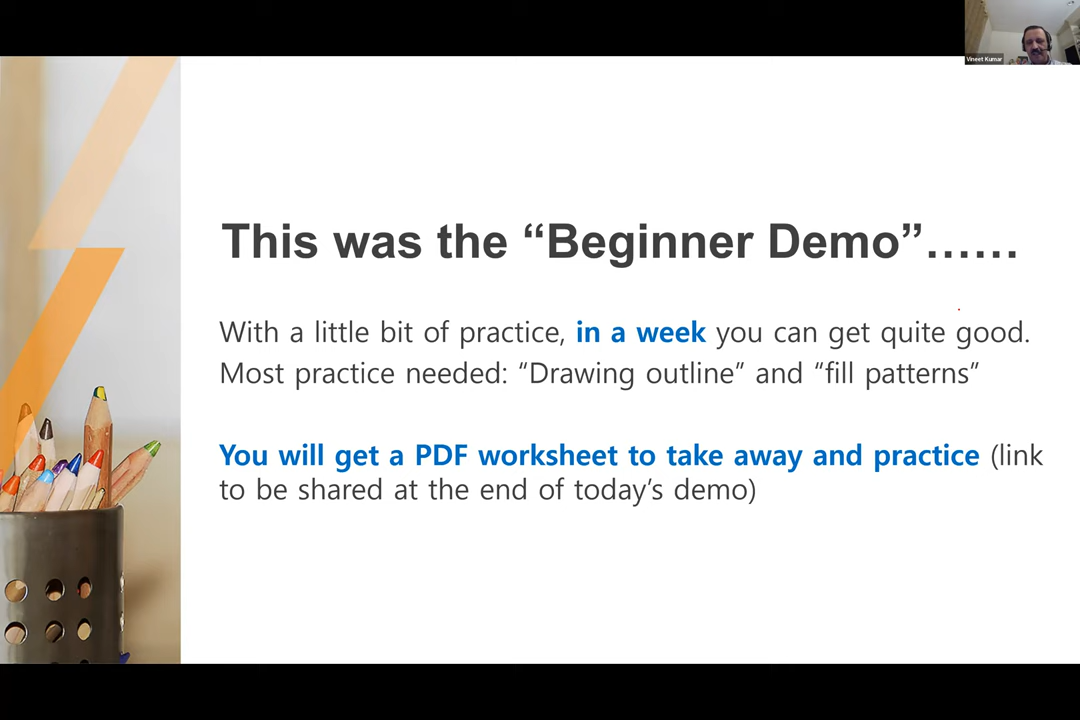 Vineet Kumar
This was the “Beginner Demo”……
With a little bit of practice, in a week you can get quite good.
Most practice needed: “Drawing outline” and “fill patterns”
You will get a PDF worksheet to take away and practice (link
to be shared at the end of today’s demo)